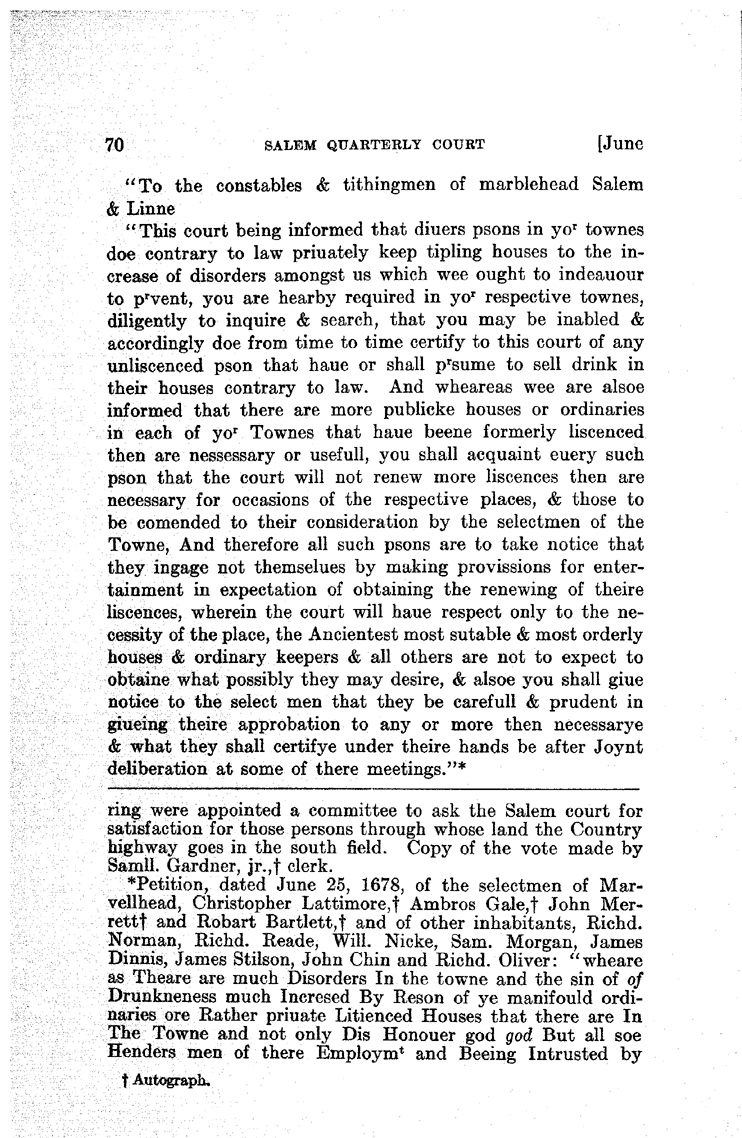 70 SALEM QUARTERLY COURT [June
"To the constables & tithingmen of marblehead Salem
& Linne
"This court being informed that diuers psons in yoʳ townes
doe contrary to law priuately keep tipling houses to the in-
crease of disorders amongst us which wee ought to indeauour
to pʳvent, you are hearby required in yoʳ respective townes,
diligently to inquire & search, that you may be inabled &
accordingly doe from time to time certify to this court of any
unliscenced pson that haue or shall pʳsume to sell drink in
their houses contrary to law. And wheareas wee are alsoe
informed that there are more publicke houses or ordinaries
in each of yoʳ Townes that haue beene formerly liscenced
then are nessessary or usefull, you shall acquaint euery such
pson that the court will not renew more liscences then are
necessary for occasions of the respective places, & those to
be comended to their consideration by the selectmen of the
Towne, And therefore all such psons are to take notice that
they ingage not themselues by making provissions for enter-
tainment in expectation of obtaining the renewing of theire
liscences, wherein the court will haue respect only to the ne-
cessity of the place, the Ancientest most sutable & most orderly
houses & ordinary keepers & all others are not to expect to
obtaine what possibly they may desire, & alsoe you shall giue
notice to the select men that they be carefull & prudent in
giueing theire approbation to any or more then necessarye
& what they shall certifye under theire hands be after Joynt
deliberation at some of there meetings."*
ring were appointed a committee to ask the Salem court for
satisfaction for those persons through whose land the Country
highway goes in the south field. Copy of the vote made by
Samll. Gardner, jr.,† clerk.
*Petition, dated June 25, 1678, of the selectmen of Mar-
vellhead, Christopher Lattimore,† Ambros Gale,† John Mer-
rett† and Robart Bartlett,† and of other inhabitants, Richd.
Norman, Richd. Reade, Will. Nicke, Sam. Morgan, James
Dinnis, James Stilson, John Chin and Richd. Oliver: "wheare
as Theare are much Disorders In the towne and the sin of of
Drunkneness much Incresed By Reson of ye manifould ordi-
naries ore Rather priuate Litienced Houses that there are In
The Towne and not only Dis Honouer god god But all soe
Henders men of there Employmᵗ and Beeing Intrusted by
† Autograph.